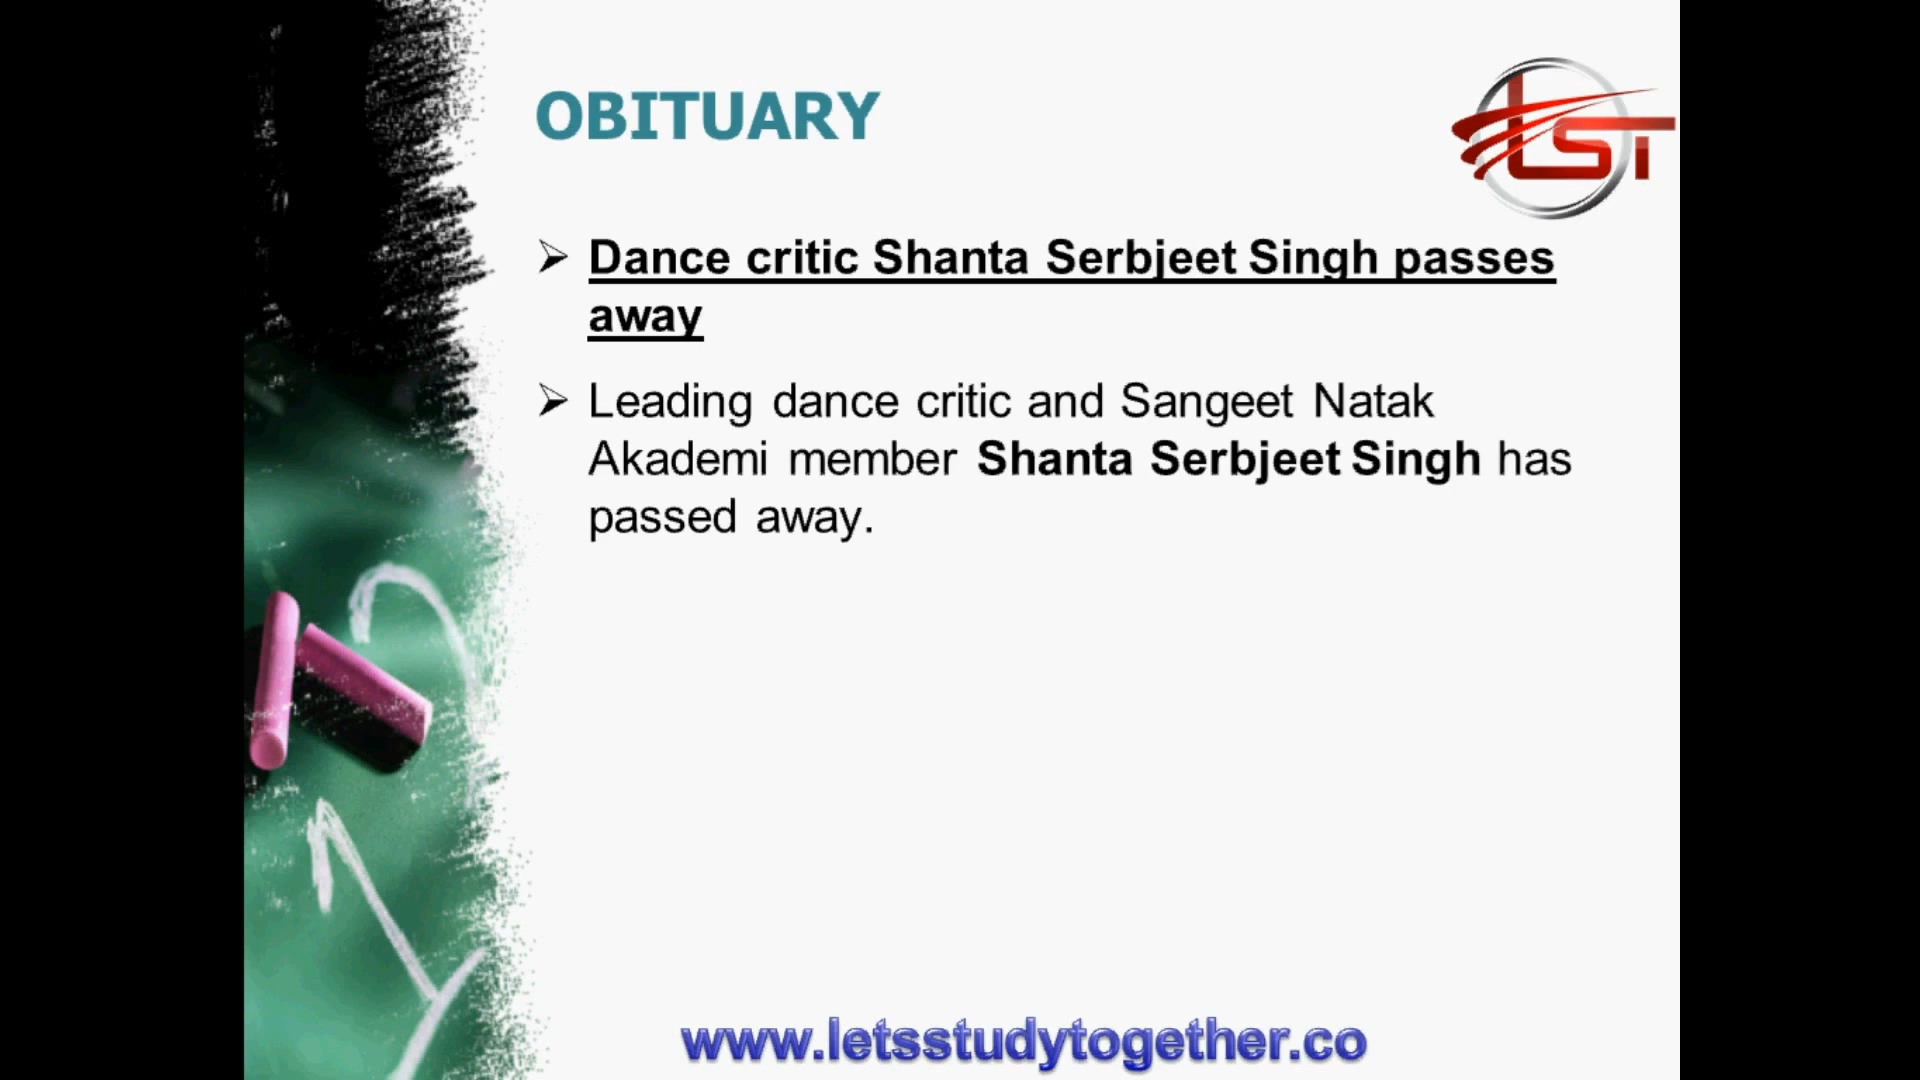 OBITUARY
LST
➢ Dance critic Shanta Serbjeet Singh passes
away
➢ Leading dance critic and Sangeet Natak
Akademi member Shanta Serbjeet Singh has
passed away.
www.letsstudytogether.co